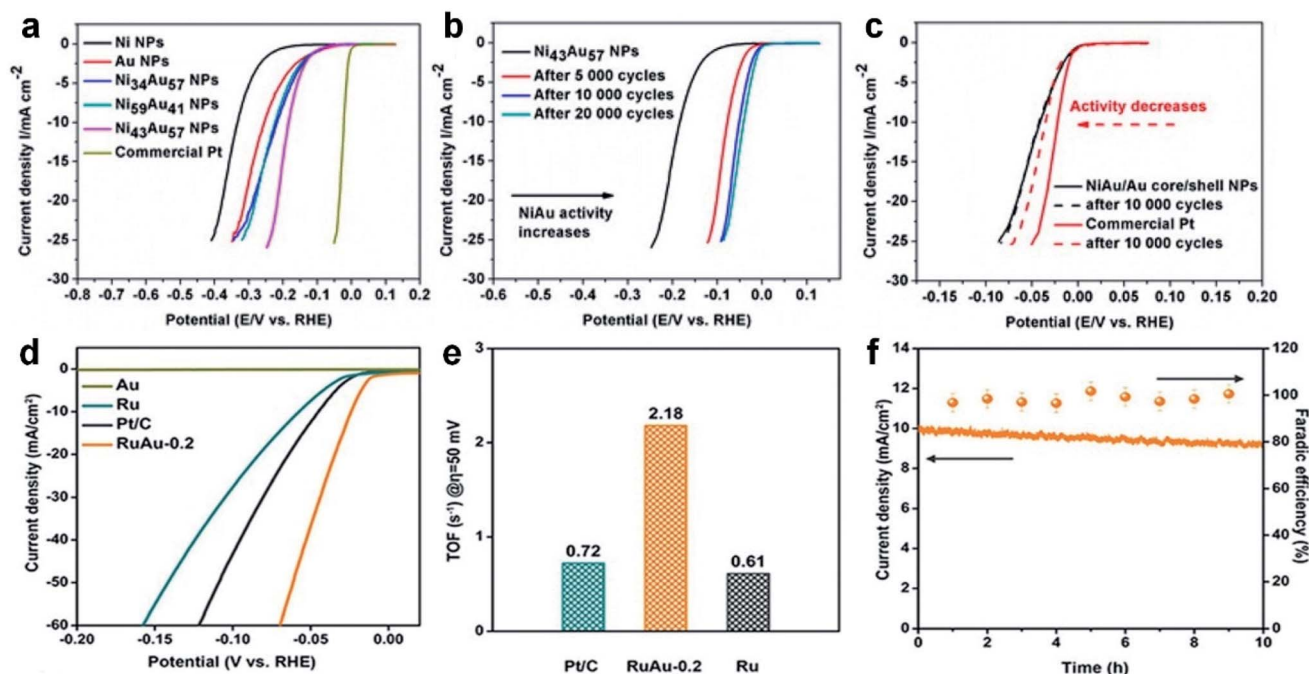 a
Current density I/mA cm-2
0
-5
-10
-15
-20
-25
-30
Ni NPs
Au NPs
Ni34Au57 NPs
Ni59Au41 NPs
Ni43Au57 NPs
Commercial Pt
-0.8 -0.7 -0.6 -0.5 -0.4 -0.3 -0.2 -0.1 0.0 0.1 0.2
Potential (E/V vs. RHE)
b
Current density I/mA cm-2
0
-5
-10
-15
-20
-25
-30
Ni43Au57 NPs
After 5 000 cycles
After 10 000 cycles
After 20 000 cycles
NiAu activity
increases
-0.6 -0.5 -0.4 -0.3 -0.2 -0.1 0.0 0.1
Potential (E/V vs. RHE)
c
Current density I/mA cm-2
0
-5
-10
-15
-20
-25
-30
Activity decreases
NiAu/Au core/shell NPs
after 10 000 cycles
Commercial Pt
after 10 000 cycles
-0.15 -0.10 -0.05 0.00 0.05 0.10 0.15 0.20
Potential (E/V vs. RHE)
d
Current density (mA/cm²)
0
-10
-20
-30
-40
-50
-60
Au
Ru
Pt/C
RuAu-0.2
-0.20 -0.15 -0.10 -0.05 0.00
Potential (V vs. RHE)
e
TOF (s-1) @η=50 mV
3
2
1
0
0.72
2.18
0.61
Pt/C RuAu-0.2 Ru
f
Current density (mA/cm²)
14
12
10
8
6
4
2
0
120
100
80
60
40
20
0
Faradic efficiency
(%)
0 2 4 6 8 10
Time (h)